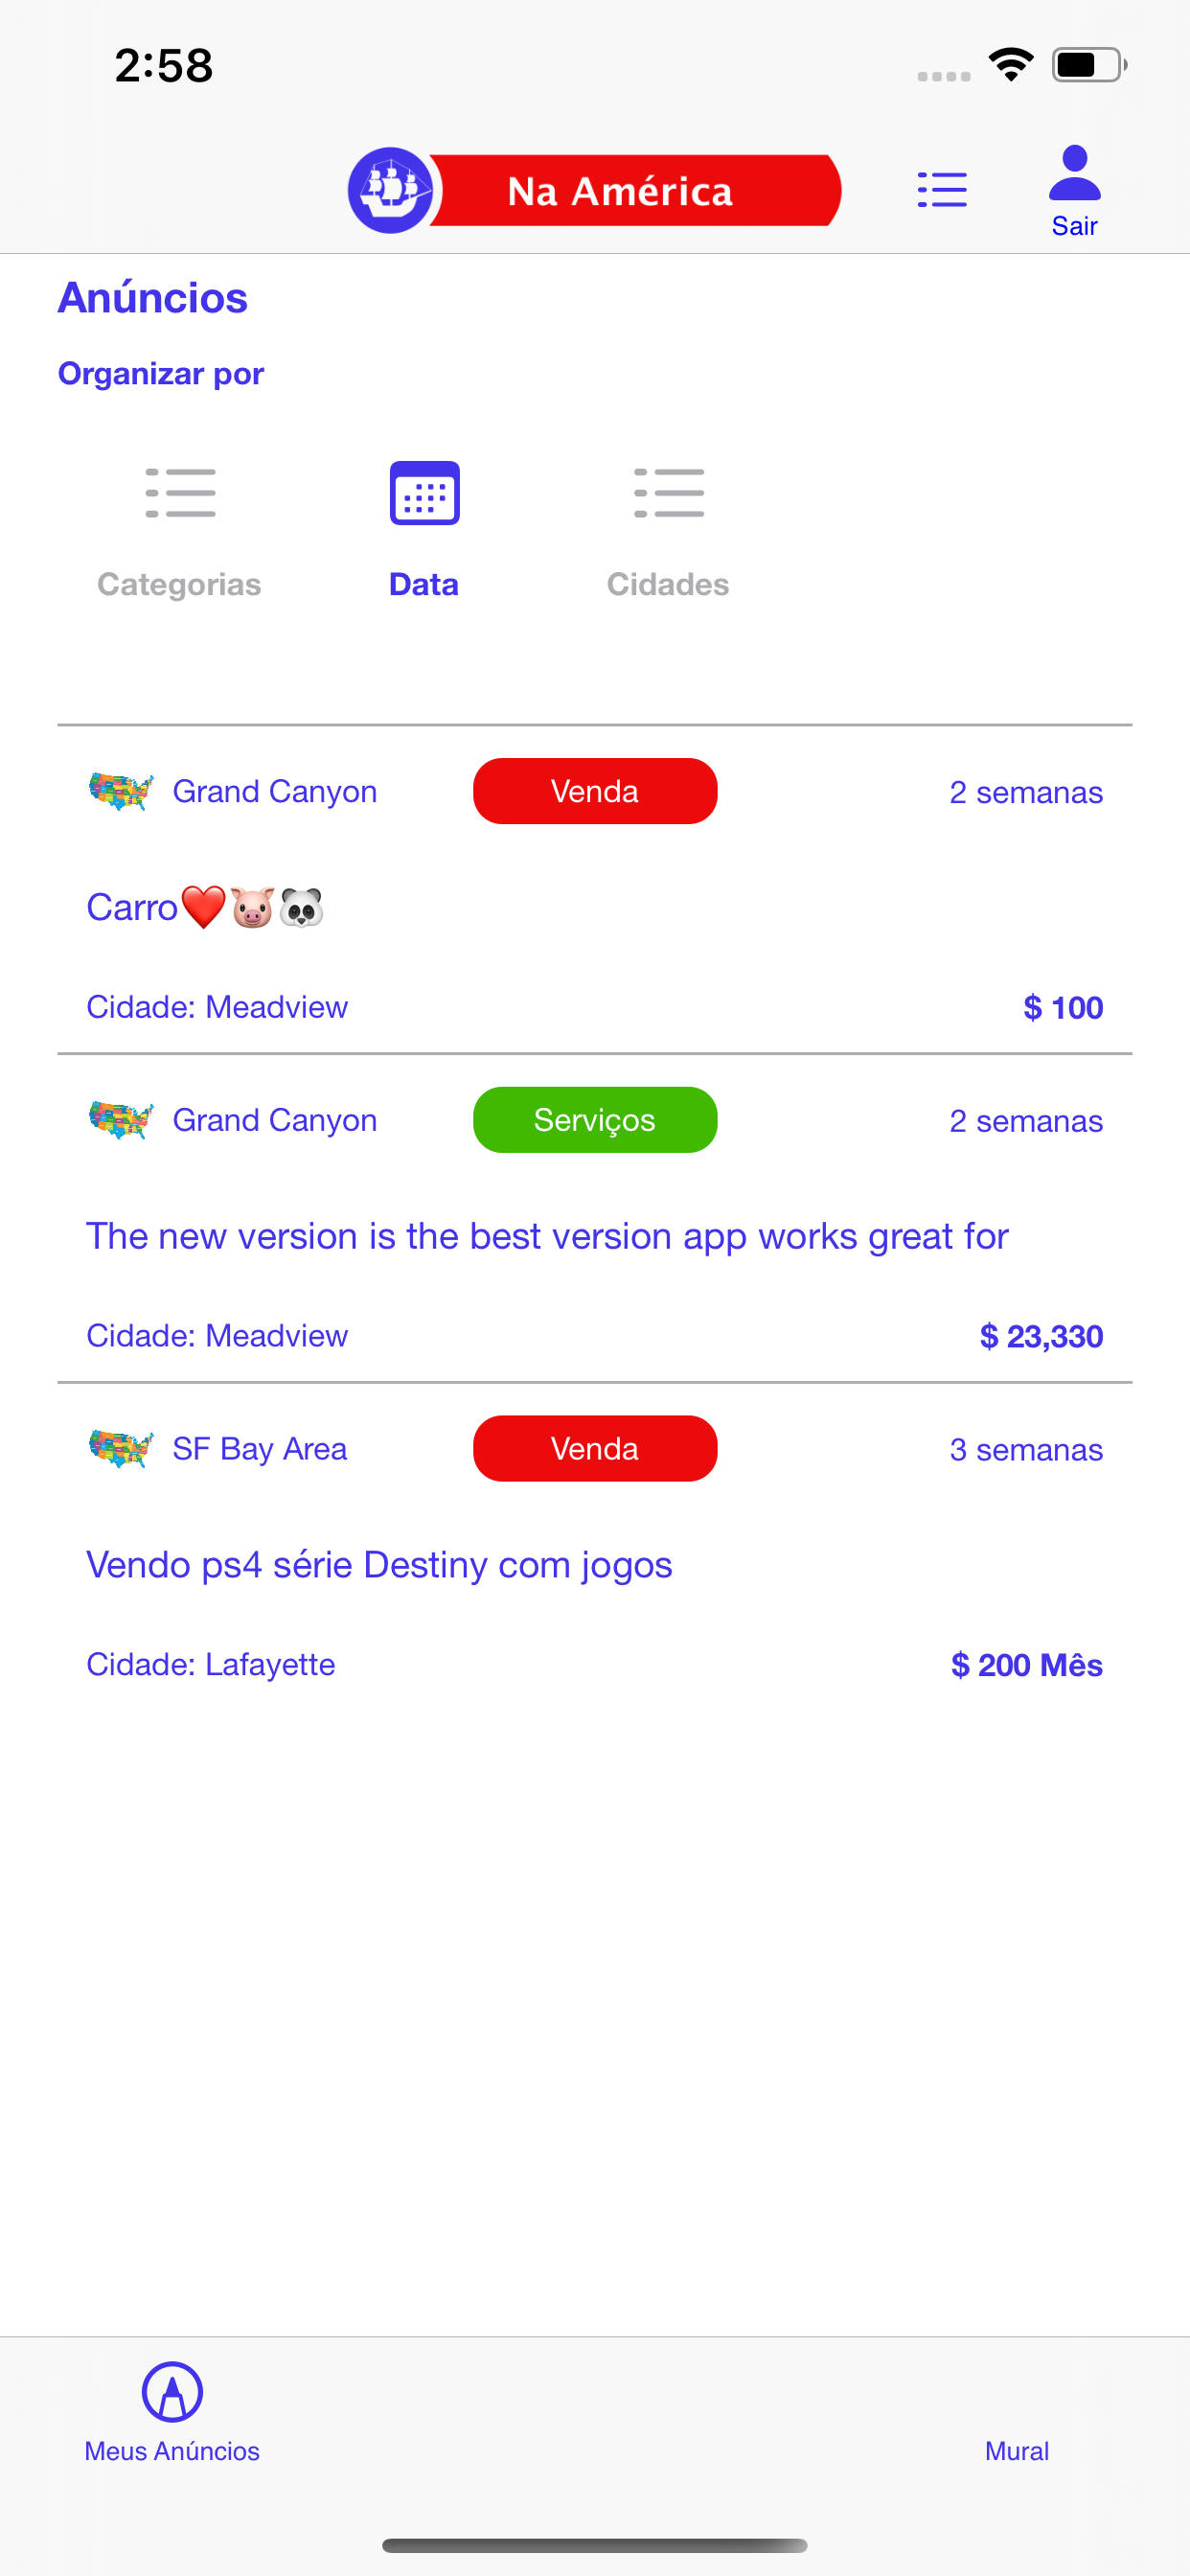 2:58
Na América
Sair
Anúncios
Organizar por
Categorias Data Cidades
Grand Canyon Venda 2 semanas
Carro❤️🐷🐼
Cidade: Meadview $ 100
Grand Canyon Serviços 2 semanas
The new version is the best version app works great for
Cidade: Meadview $ 23,330
SF Bay Area Venda 3 semanas
Vendo ps4 série Destiny com jogos
Cidade: Lafayette $ 200 Mês
Meus Anúncios Mural